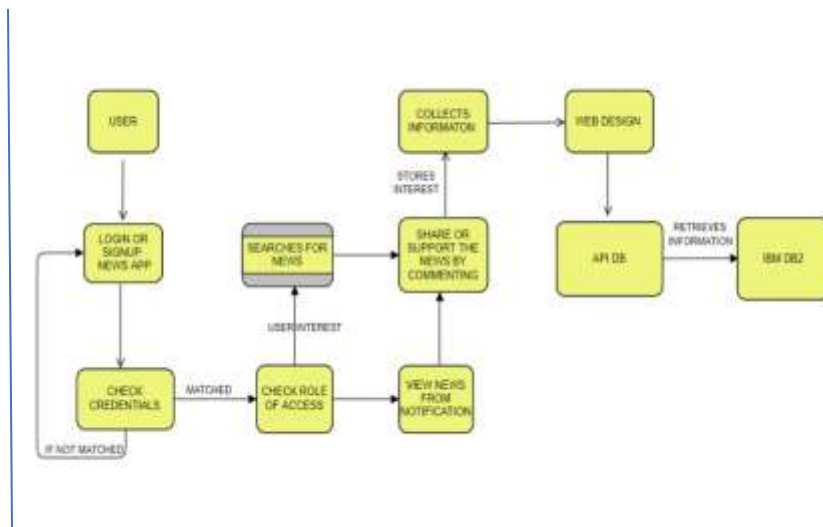 USER
COLLECTS
INFORMATON
WEB DESIGN
STORES
INTEREST
LOGIN OR
SIGNUP
NEWS APP
SEARCHES FOR
NEWS
SHARE OR
SUPPORT THE
NEWS BY
COMMENTING
API DB
RETRIEVES
INFORMATION
IBM DB2
USER INTEREST
CHECK
CREDENTIALS
MATCHED
CHECK ROLE
OF ACCESS
VIEW NEWS
FROM
NOTIFICATION
IF NOT MATCHED